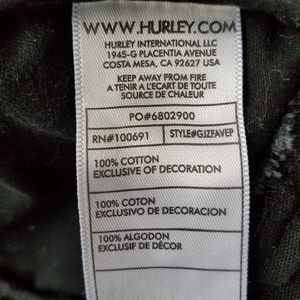 WWW.HURLEY.COM
HURLEY INTERNATIONAL LLC
1945-G PLACENTIA AVENUE
COSTA MESA, CA 92627 USA
KEEP AWAY FROM FIRE
A TENIR A L'ECART DE TOUTE
SOURCE DE CHALEUR
PO#6802900
RN#100691 STYLE#GJZFAVEP
100% COTTON
EXCLUSIVE OF DECORATION
100% COTON
EXCLUSIVO DE DECORACION
100% ALGODON
EXCLUSIF DE DÉCOR